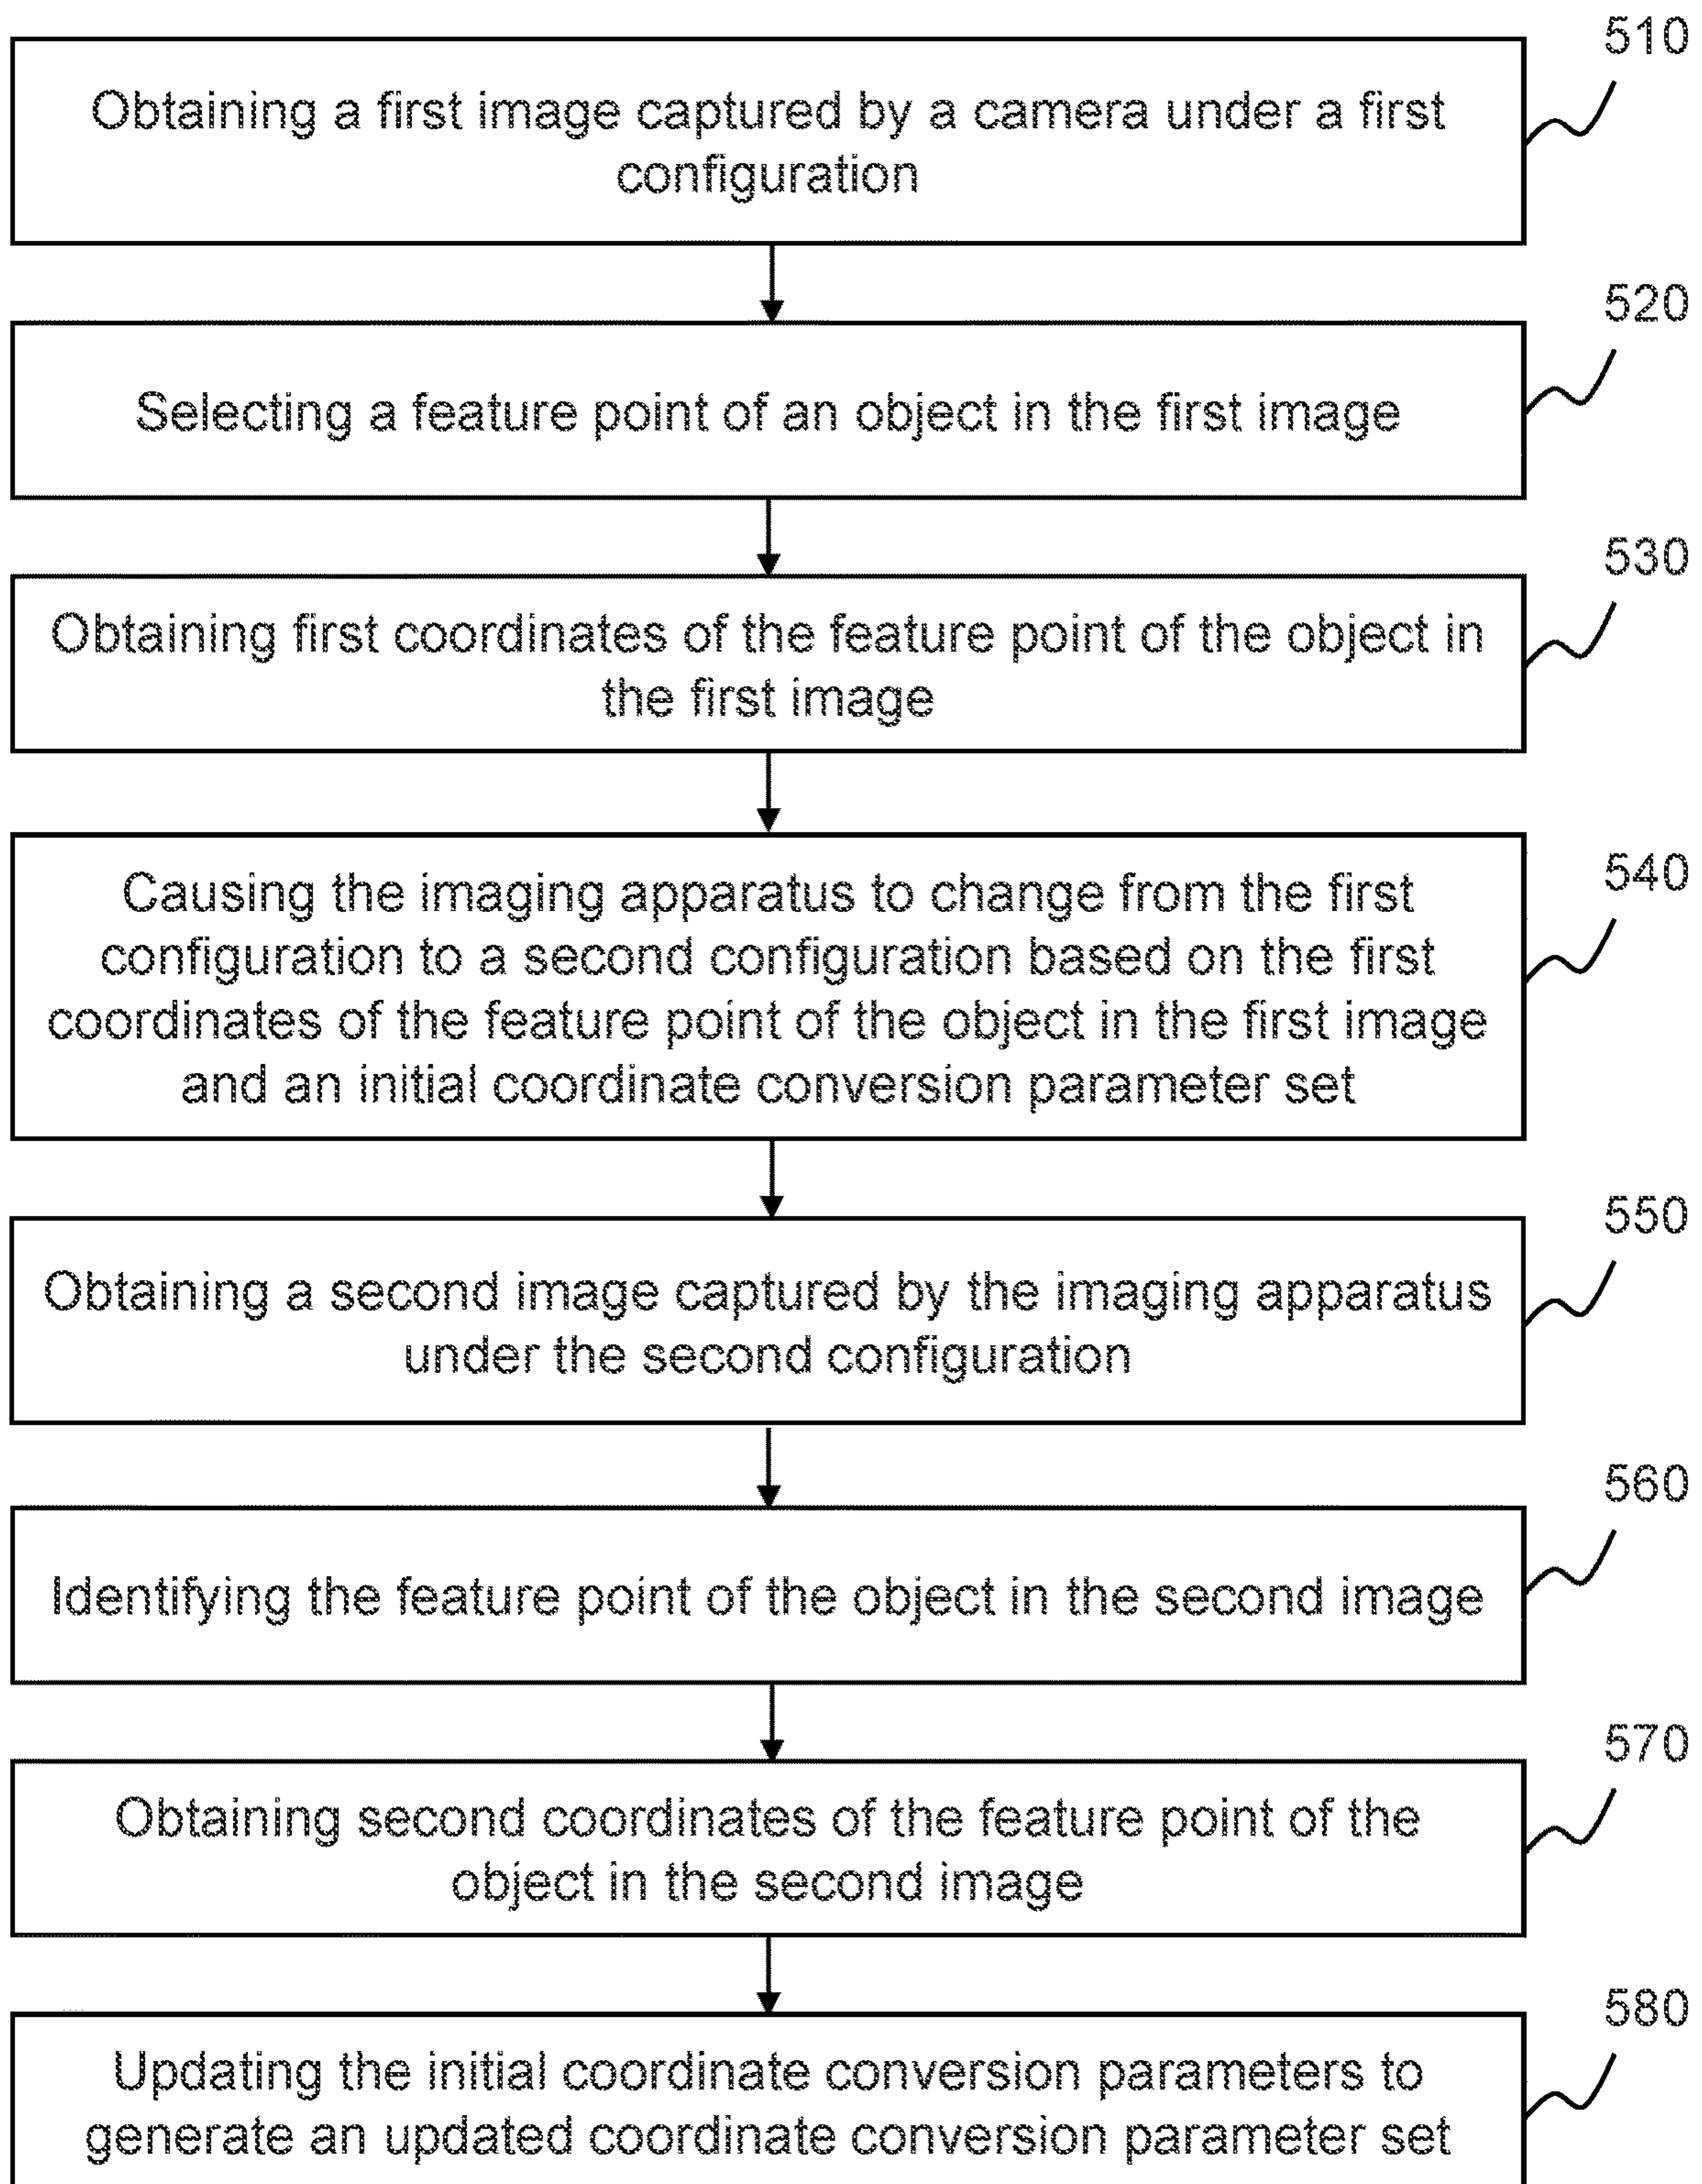 510
Obtaining a first image captured by a camera under a first
configuration
520
Selecting a feature point of an object in the first image
530
Obtaining first coordinates of the feature point of the object in
the first image
540
Causing the imaging apparatus to change from the first
configuration to a second configuration based on the first
coordinates of the feature point of the object in the first image
and an initial coordinate conversion parameter set
550
Obtaining a second image captured by the imaging apparatus
under the second configuration
560
Identifying the feature point of the object in the second image
570
Obtaining second coordinates of the feature point of the
object in the second image
580
Updating the initial coordinate conversion parameters to
generate an updated coordinate conversion parameter set